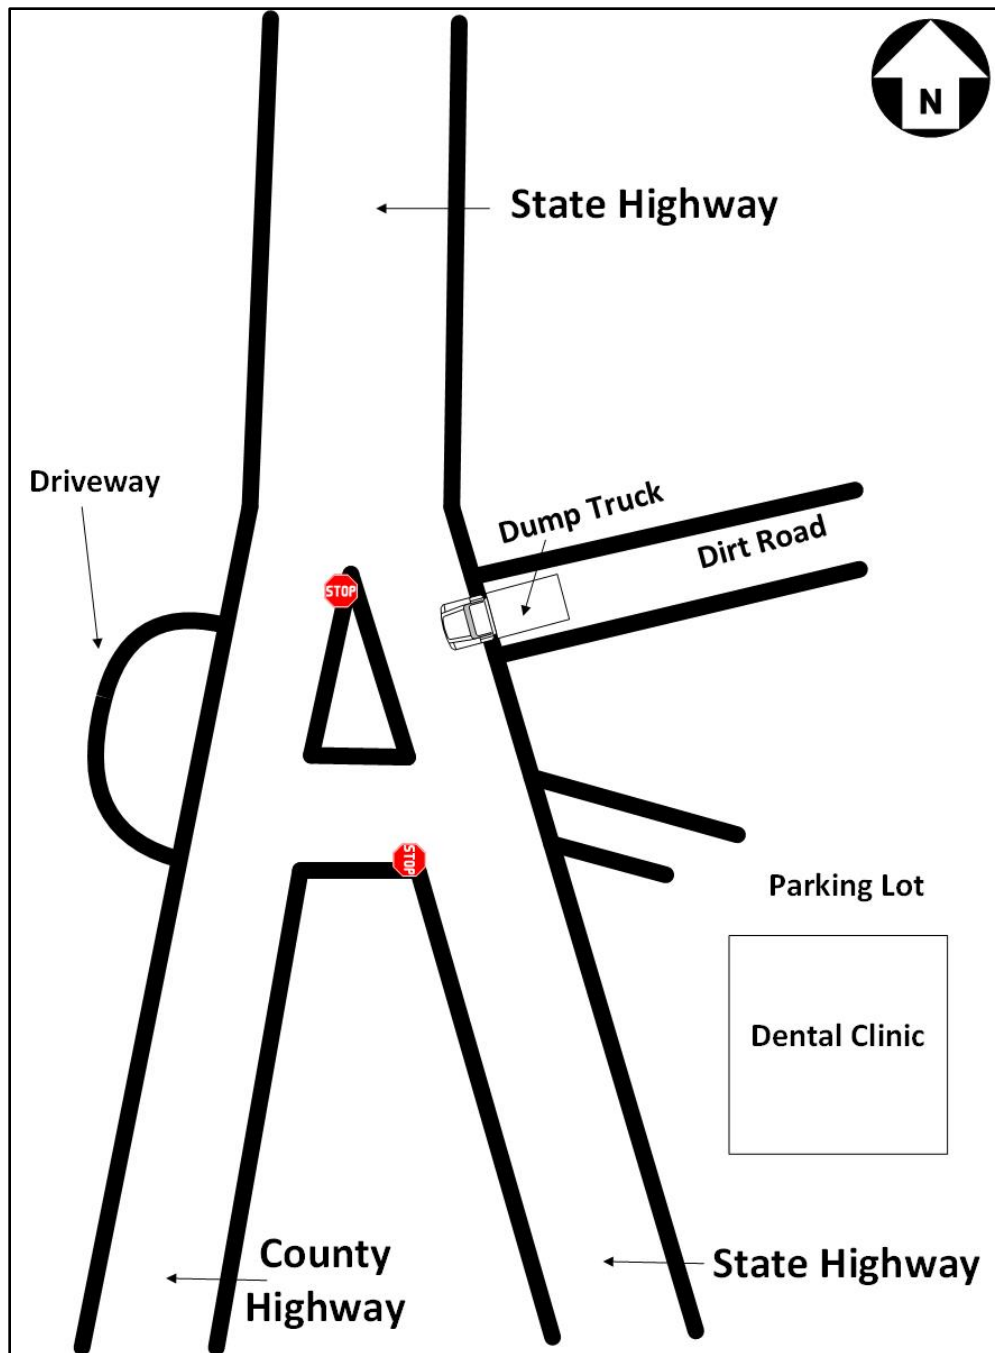 N
State Highway
Driveway
Dump Truck
Dirt Road
STOP
STOP
Parking Lot
Dental Clinic
County
Highway
State Highway